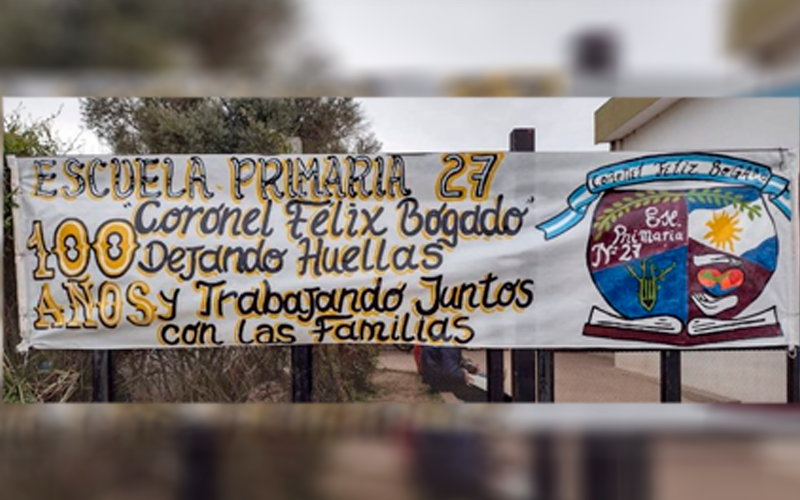 ESCUELA PRIMARIA 27
"Coronel Félix Bogado"
100 Dejando Huellas
AÑOS y Trabajando Juntos
con las Familias
Coronel Felix Bogado
Esc.
Primaria
N° 27